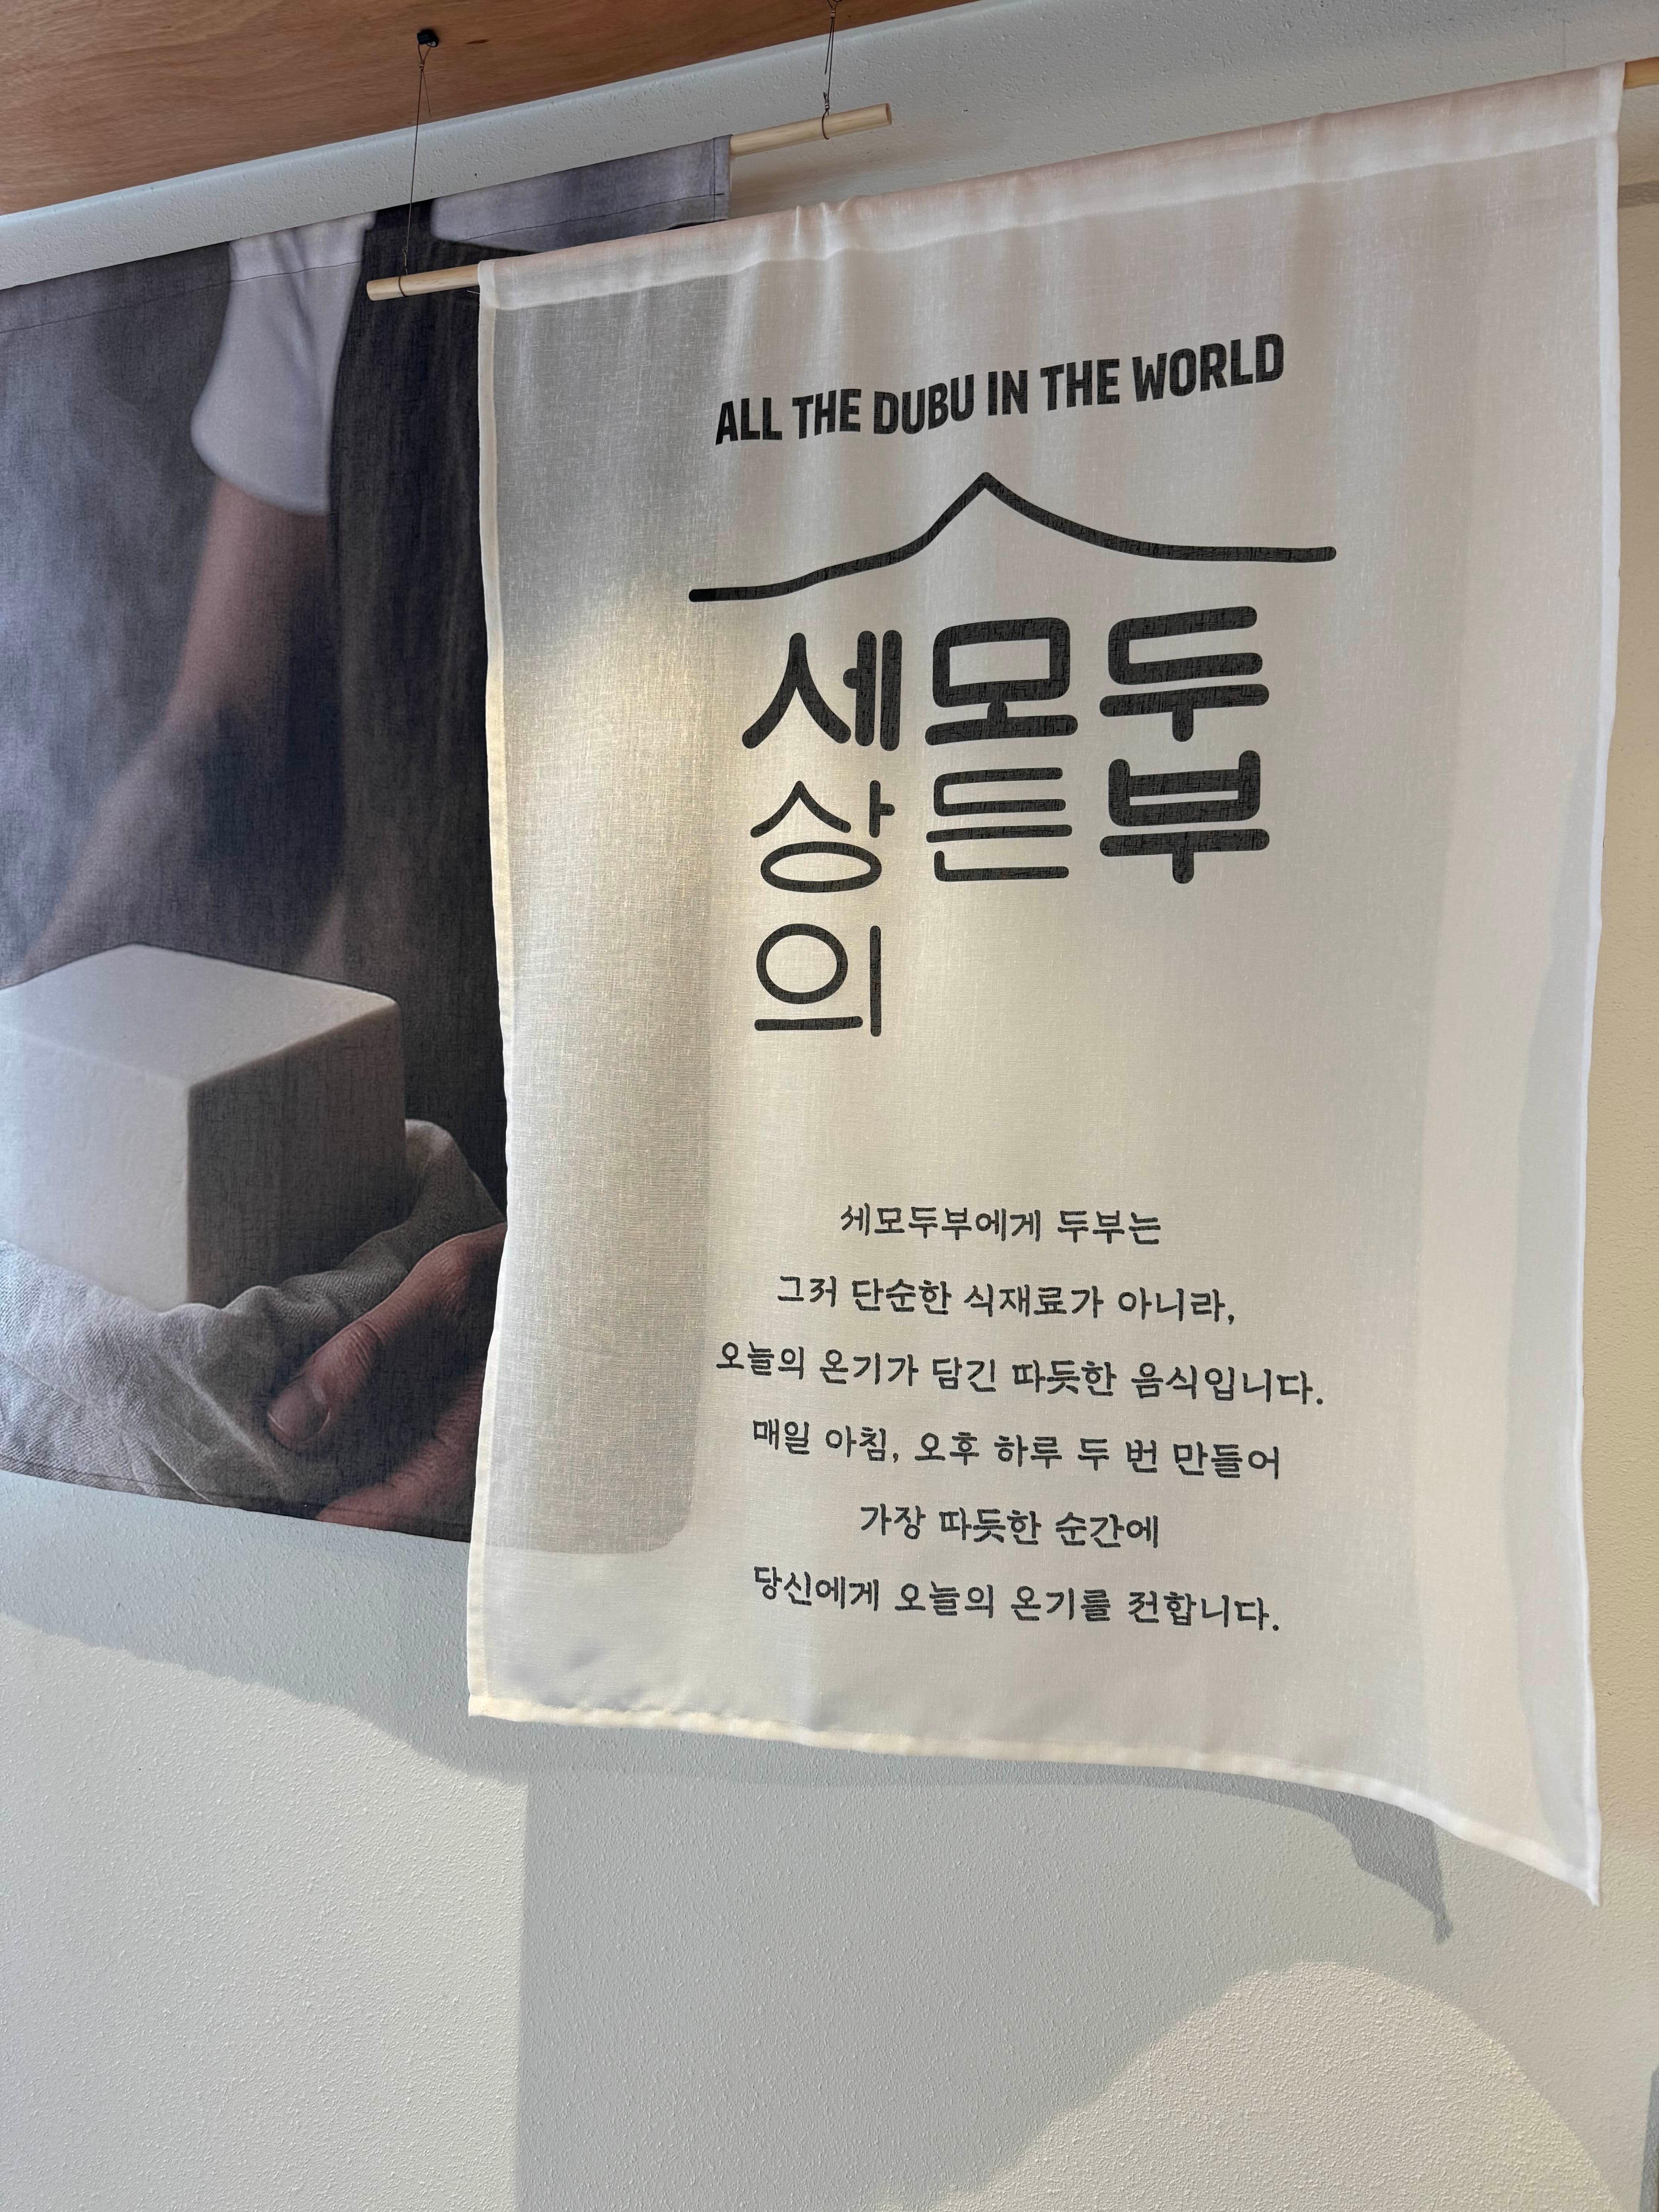 ALL THE DUBU IN THE WORLD
세상의
모든
두부
세모두부에게 두부는
그저 단순한 식재료가 아니라,
오늘의 온기가 담긴 따듯한 음식입니다.
매일 아침, 오후 하루 두 번 만들어
가장 따듯한 순간에
당신에게 오늘의 온기를 전합니다.